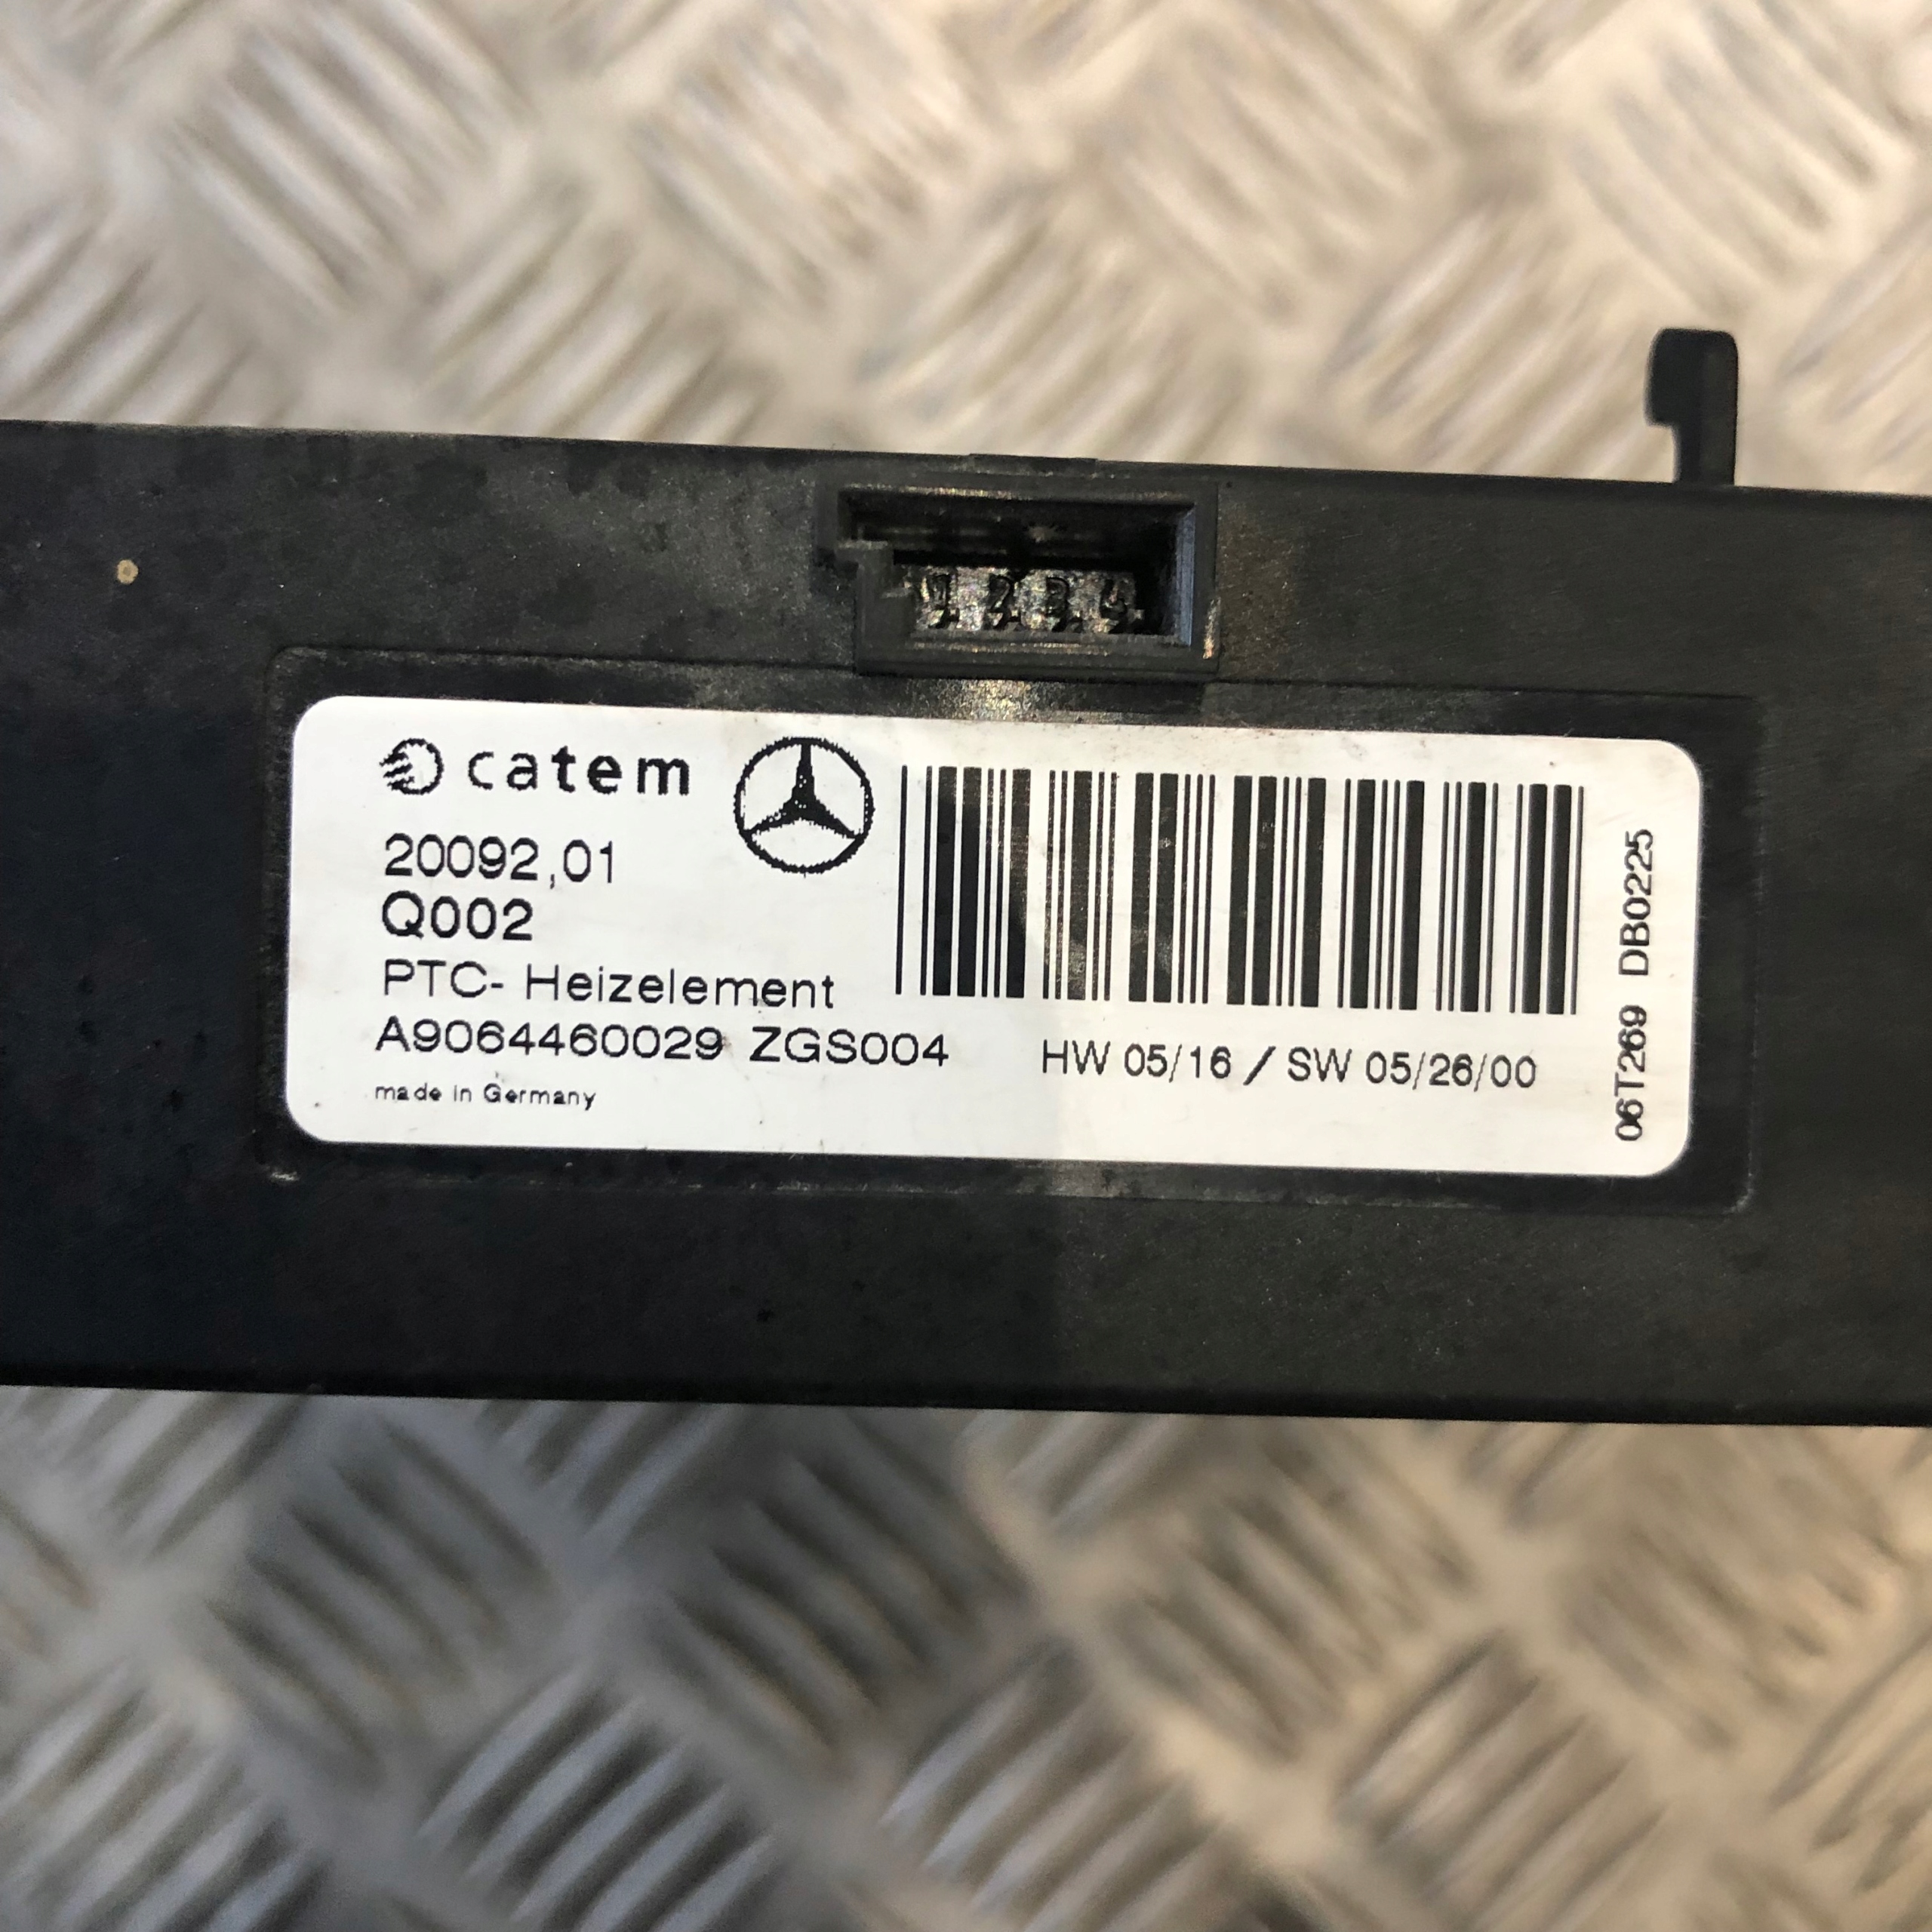 1 2 3 4
catem
20092,01
Q002
PTC- Heizelement
A9064460029 ZGS004
made in Germany
HW 05/16 / SW 05/26/00
06T269 DB0225